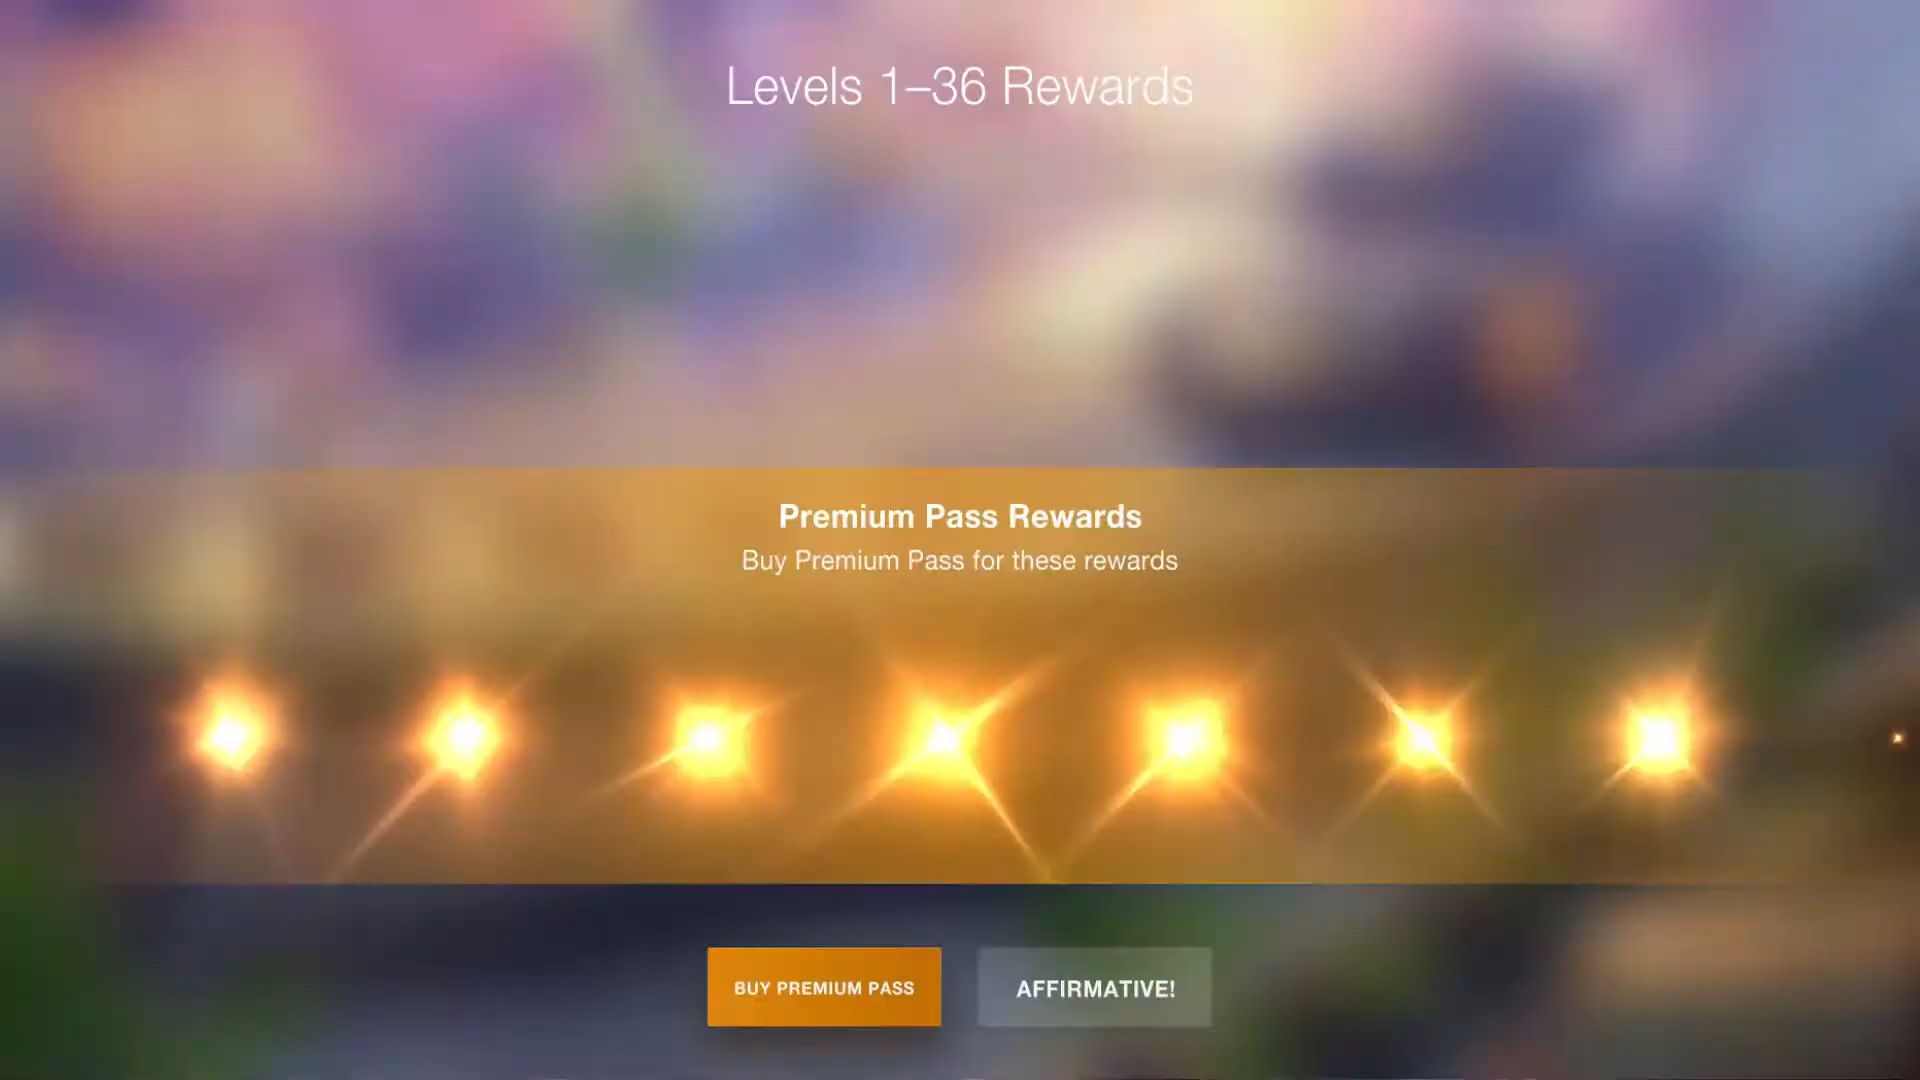 Levels 1–36 Rewards
Premium Pass Rewards
Buy Premium Pass for these rewards
BUY PREMIUM PASS
AFFIRMATIVE!